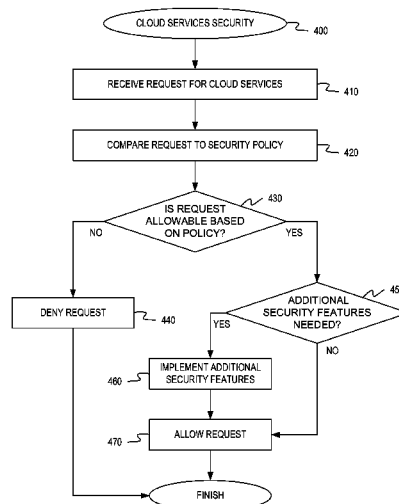 CLOUD SERVICES SECURITY
400
RECEIVE REQUEST FOR CLOUD SERVICES
410
COMPARE REQUEST TO SECURITY POLICY
420
430
IS REQUEST
ALLOWABLE BASED
ON POLICY?
NO
YES
DENY REQUEST
440
ADDITIONAL
SECURITY FEATURES
NEEDED?
YES
NO
IMPLEMENT ADDITIONAL
SECURITY FEATURES
460
ALLOW REQUEST
470
FINISH